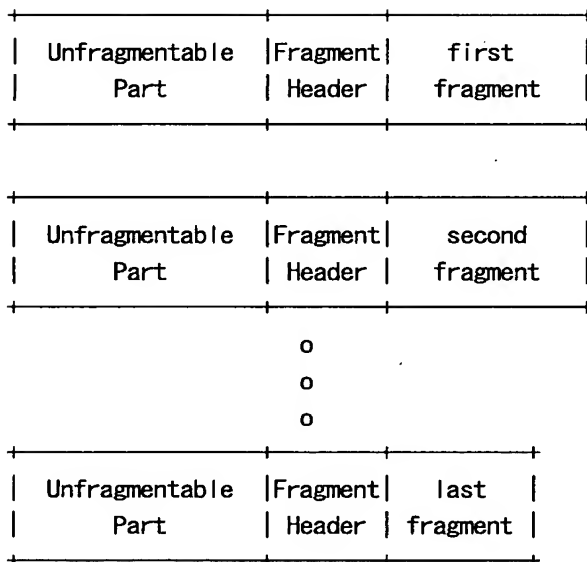 +------------------+--------+--------------+
| Unfragmentable |Fragment| first |
| Part | Header | fragment |
+------------------+--------+--------------+
+------------------+--------+--------------+
| Unfragmentable |Fragment| second |
| Part | Header | fragment |
+------------------+--------+--------------+
o
o
o
+------------------+--------+----------+
| Unfragmentable |Fragment| last |
| Part | Header | fragment |
+------------------+--------+----------+